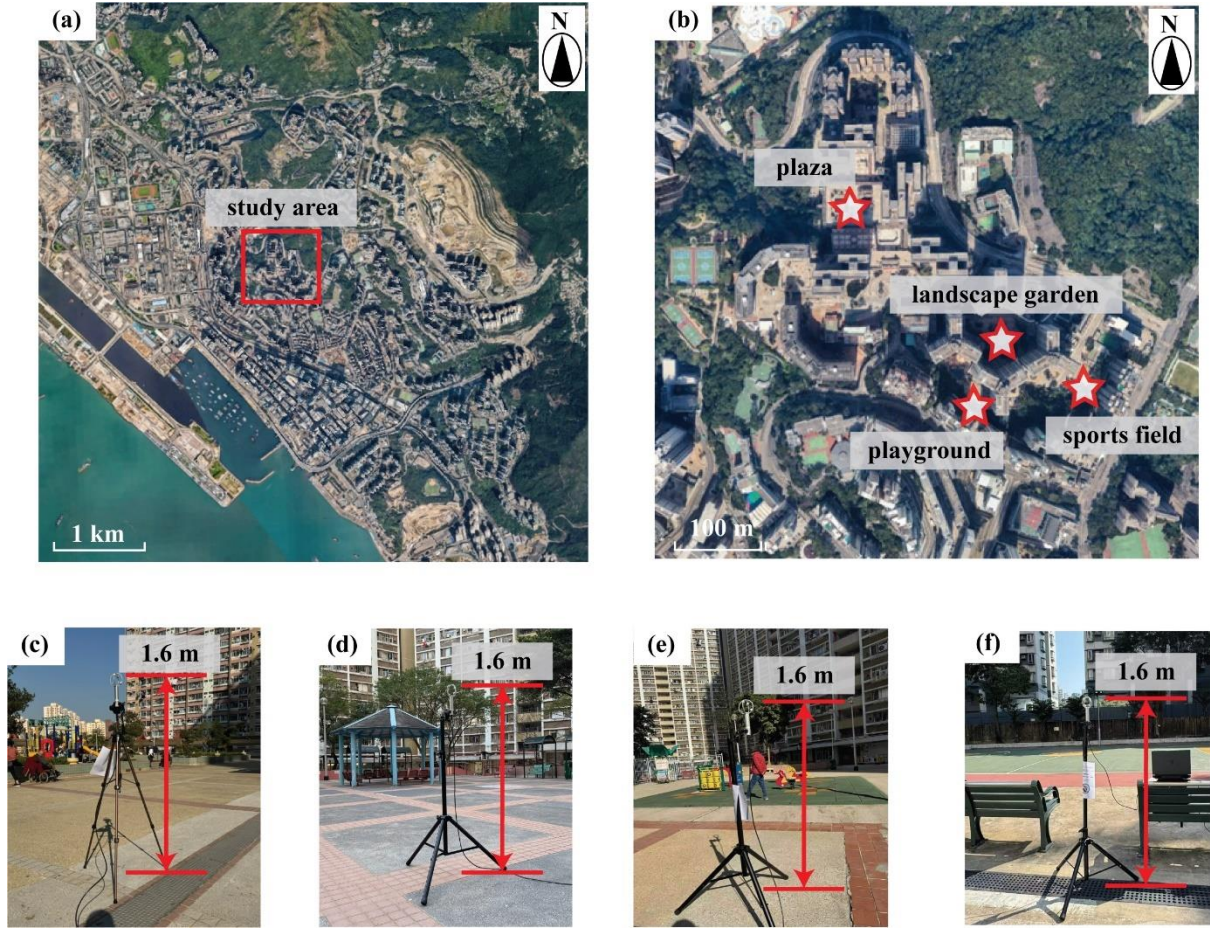 (a)
N
study area
1 km
(b)
N
plaza
landscape garden
playground
sports field
100 m
(c)
1.6 m
(d)
1.6 m
(e)
1.6 m
(f)
1.6 m